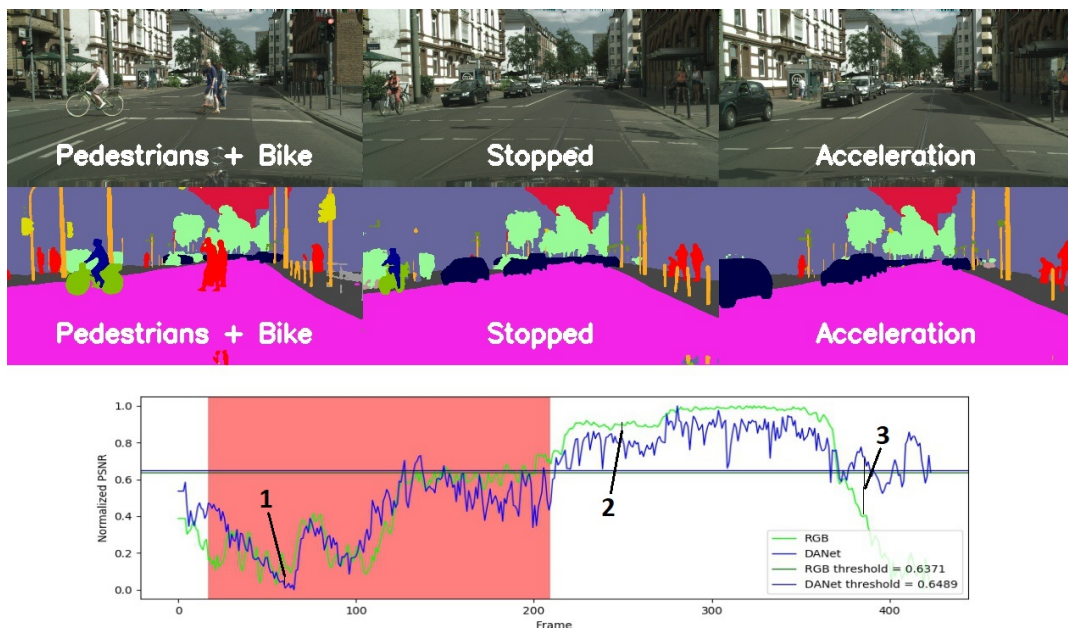 Pedestrians + Bike
Stopped
Acceleration
Pedestrians + Bike
Stopped
Acceleration
1.0
0.8
0.6
0.4
0.2
0.0
Normalized PSNR
1
2
3
RGB
DANet
RGB threshold = 0.6371
DANet threshold = 0.6489
0
100
200
300
400
Frame